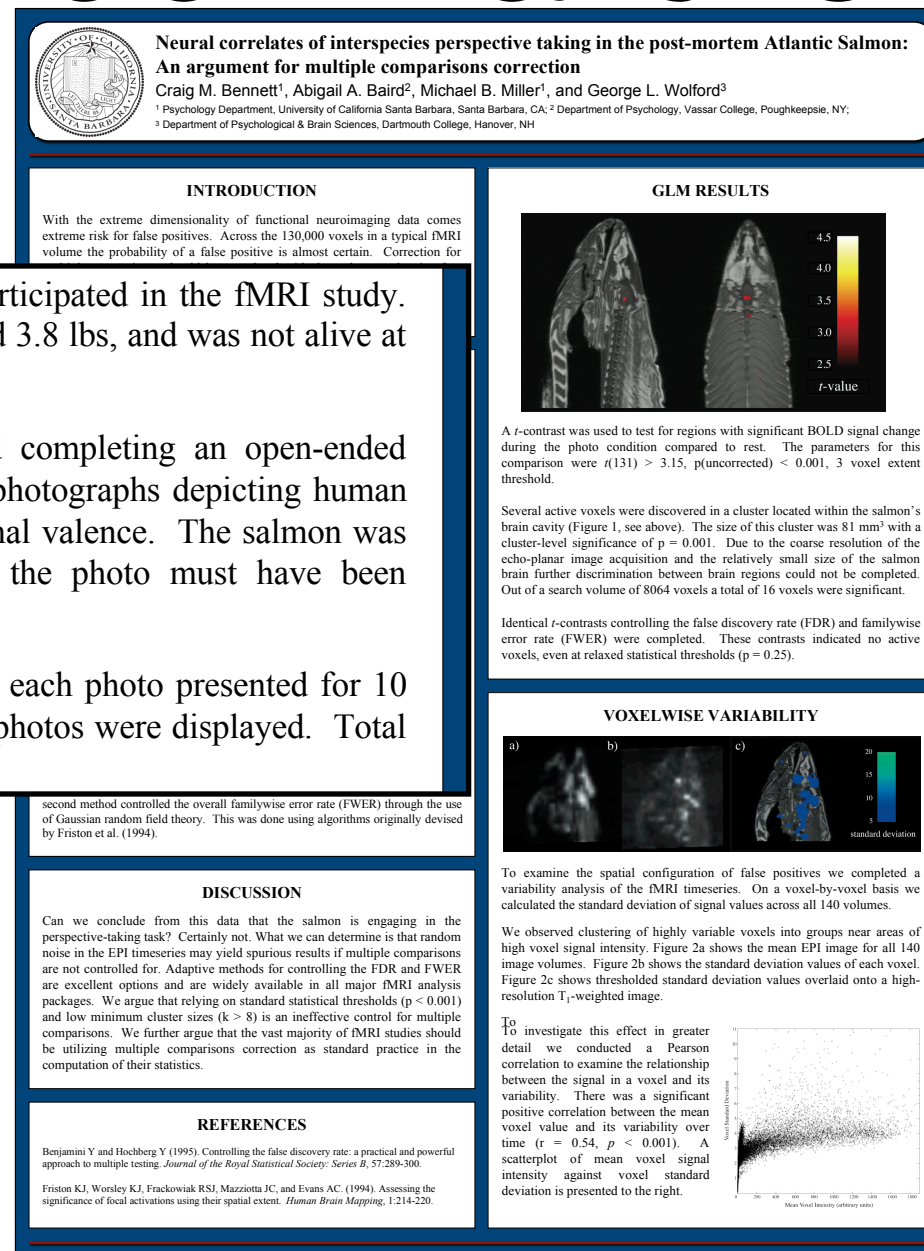 Neural correlates of interspecies perspective taking in the post-mortem Atlantic Salmon:
An argument for multiple comparisons correction
Craig M. Bennett¹, Abigail A. Baird², Michael B. Miller¹, and George L. Wolford³
¹ Psychology Department, University of California Santa Barbara, Santa Barbara, CA; ² Department of Psychology, Vassar College, Poughkeepsie, NY;
³ Department of Psychological & Brain Sciences, Dartmouth College, Hanover, NH
INTRODUCTION
With the extreme dimensionality of functional neuroimaging data comes
extreme risk for false positives. Across the 130,000 voxels in a typical fMRI
volume the probability of a false positive is almost certain. Correction for
rticipated in the fMRI study.
d 3.8 lbs, and was not alive at
d completing an open-ended
photographs depicting human
nal valence. The salmon was
the photo must have been
each photo presented for 10
photos were displayed. Total
second method controlled the overall familywise error rate (FWER) through the use
of Gaussian random field theory. This was done using algorithms originally devised
by Friston et al. (1994).
DISCUSSION
Can we conclude from this data that the salmon is engaging in the
perspective-taking task? Certainly not. What we can determine is that random
noise in the EPI timeseries may yield spurious results if multiple comparisons
are not controlled for. Adaptive methods for controlling the FDR and FWER
are excellent options and are widely available in all major fMRI analysis
packages. We argue that relying on standard statistical thresholds (p < 0.001)
and low minimum cluster sizes (k > 8) is an ineffective control for multiple
comparisons. We further argue that the vast majority of fMRI studies should
be utilizing multiple comparisons correction as standard practice in the
computation of their statistics.
REFERENCES
Benjamini Y and Hochberg Y (1995). Controlling the false discovery rate: a practical and powerful
approach to multiple testing. Journal of the Royal Statistical Society: Series B, 57:289-300.
Friston KJ, Worsley KJ, Frackowiak RSJ, Mazziotta JC, and Evans AC. (1994). Assessing the
significance of focal activations using their spatial extent. Human Brain Mapping, 1:214-220.
GLM RESULTS
4.5
4.0
3.5
3.0
2.5
t-value
A t-contrast was used to test for regions with significant BOLD signal change
during the photo condition compared to rest. The parameters for this
comparison were t(131) > 3.15, p(uncorrected) < 0.001, 3 voxel extent
threshold.
Several active voxels were discovered in a cluster located within the salmon's
brain cavity (Figure 1, see above). The size of this cluster was 81 mm³ with a
cluster-level significance of p = 0.001. Due to the coarse resolution of the
echo-planar image acquisition and the relatively small size of the salmon
brain further discrimination between brain regions could not be completed.
Out of a search volume of 8064 voxels a total of 16 voxels were significant.
Identical t-contrasts controlling the false discovery rate (FDR) and familywise
error rate (FWER) were completed. These contrasts indicated no active
voxels, even at relaxed statistical thresholds (p = 0.25).
VOXELWISE VARIABILITY
a) b) c)
20
15
10
5
standard deviation
To examine the spatial configuration of false positives we completed a
variability analysis of the fMRI timeseries. On a voxel-by-voxel basis we
calculated the standard deviation of signal values across all 140 volumes.
We observed clustering of highly variable voxels into groups near areas of
high voxel signal intensity. Figure 2a shows the mean EPI image for all 140
image volumes. Figure 2b shows the standard deviation values of each voxel.
Figure 2c shows thresholded standard deviation values overlaid onto a high-
resolution T₁-weighted image.
To
To investigate this effect in greater
detail we conducted a Pearson
correlation to examine the relationship
between the signal in a voxel and its
variability. There was a significant
positive correlation between the mean
voxel value and its variability over
time (r = 0.54, p < 0.001). A
scatterplot of mean voxel signal
intensity against voxel standard
deviation is presented to the right.
Voxel Standard Deviation
0 200 400 600 800 1000 1200 1400 1600 1800
Mean Voxel Intensity (arbitrary units)